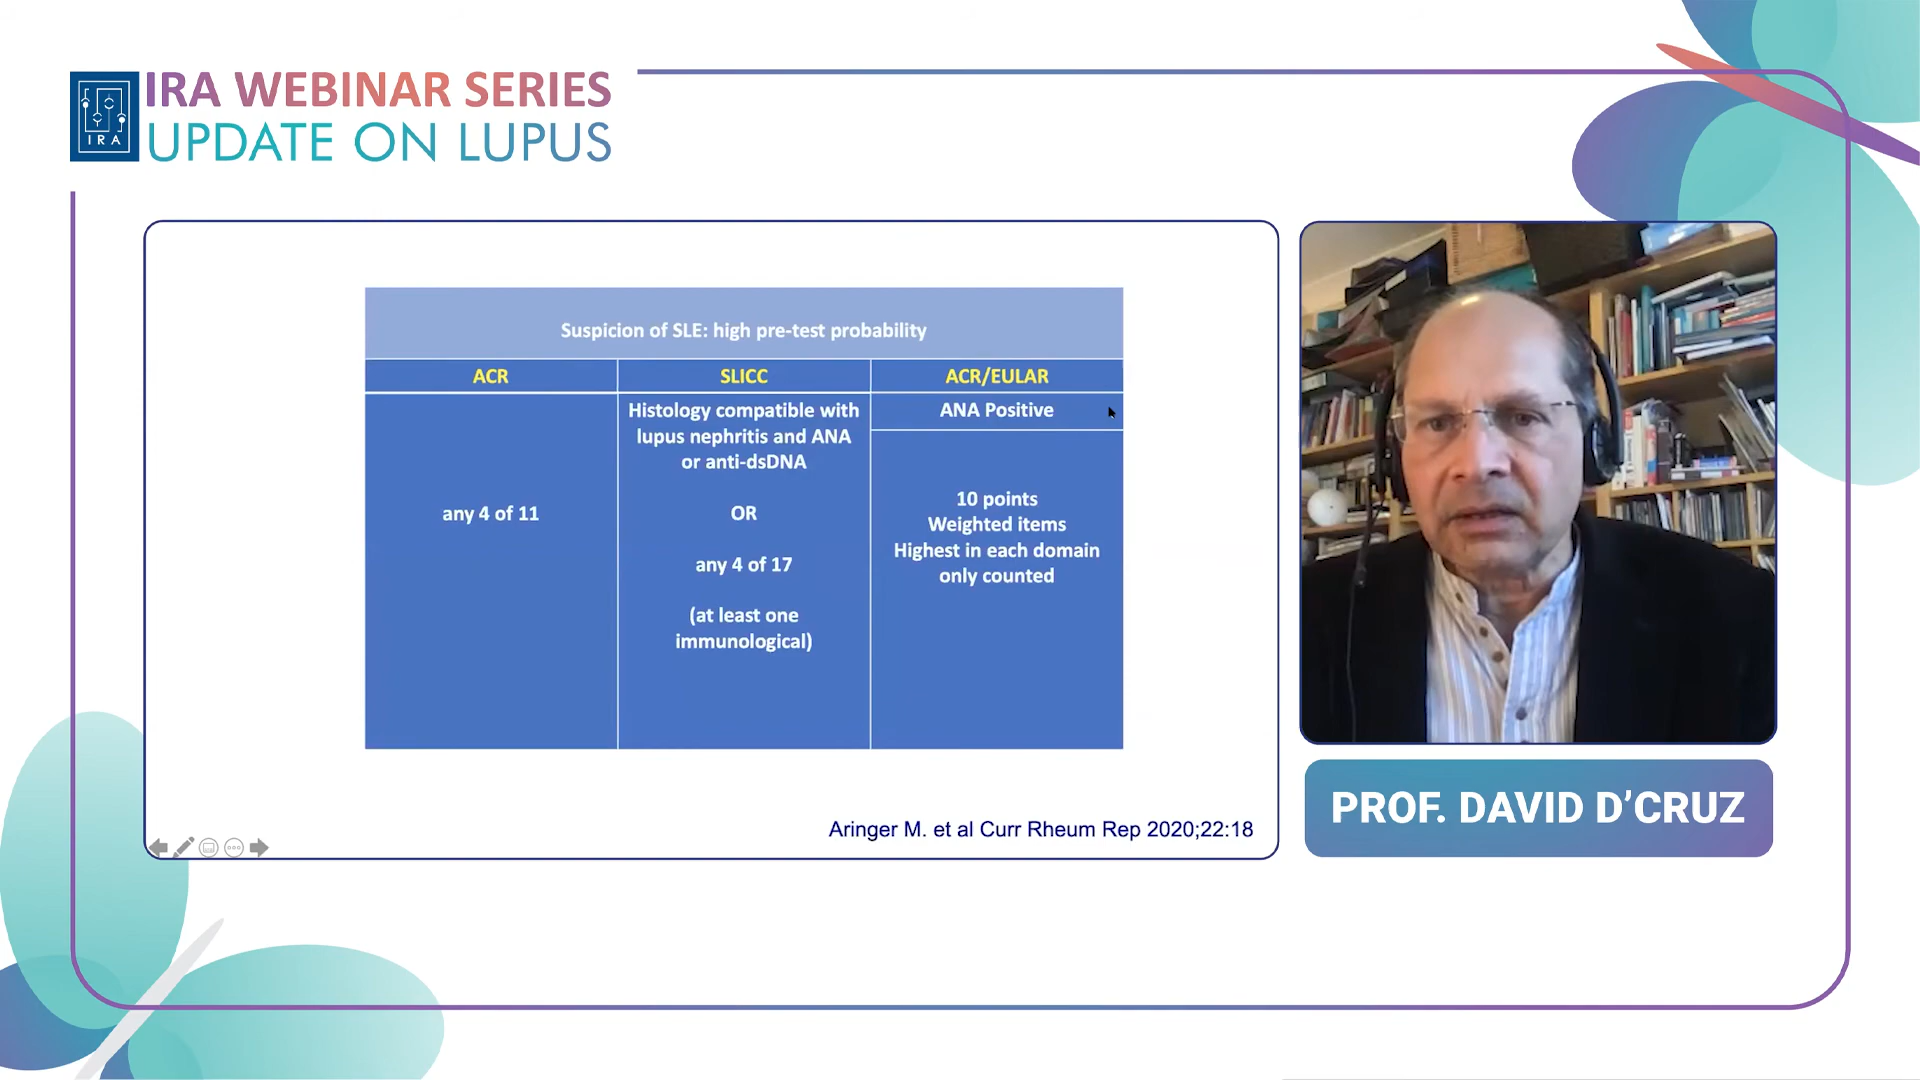 IRA
IRA WEBINAR SERIES
UPDATE ON LUPUS
Suspicion of SLE: high pre-test probability
ACR
SLICC
ACR/EULAR
any 4 of 11
Histology compatible with
lupus nephritis and ANA
or anti-dsDNA
OR
any 4 of 17
(at least one
immunological)
ANA Positive
10 points
Weighted items
Highest in each domain
only counted
Aringer M. et al Curr Rheum Rep 2020;22:18
PROF. DAVID D’CRUZ